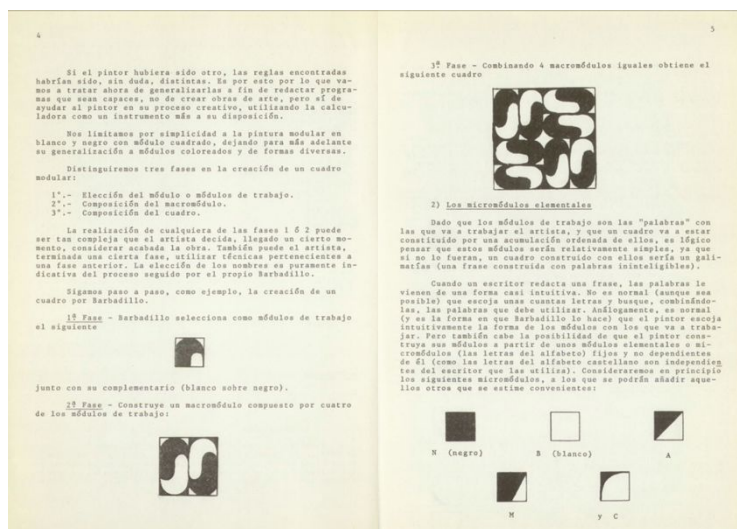 4
Si el pintor hubiera sido otro, las reglas encontradas
habrían sido, sin duda, distintas. Es por esto por lo que va-
mos a tratar ahora de generalizarlas a fin de redactar progra-
mas que sean capaces, no de crear obras de arte, pero sí de
ayudar al pintor en su proceso creativo, utilizando la calcu-
ladora como un instrumento más a su disposición.
Nos limitamos por simplicidad a la pintura modular en
blanco y negro con módulo cuadrado, dejando para más adelante
su generalización a módulos coloreados y de formas diversas.
Distinguiremos tres fases en la creación de un cuadro
modular:
1°.- Elección del módulo o módulos de trabajo.
2°.- Composición del macromódulo.
3°.- Composición del cuadro.
La realización de cualquiera de las fases 1 ó 2 puede
ser tan compleja que el artista decida, llegado un cierto mo-
mento, considerar acabada la obra. También puede el artista,
terminada una cierta fase, utilizar técnicas pertenecientes a
una fase anterior. La elección de los nombres es puramente in-
dicativa del proceso seguido por el propio Barbadillo.
Sigamos paso a paso, como ejemplo, la creación de un
cuadro por Barbadillo.
1ª Fase - Barbadillo selecciona como módulos de trabajo
el siguiente
junto con su complementario (blanco sobre negro).
2ª Fase - Construye un macromódulo compuesto por cuatro
de los módulos de trabajo:
5
3ª Fase - Combinando 4 macromódulos iguales obtiene el
siguiente cuadro
2) Los micromódulos elementales
Dado que los módulos de trabajo son las "palabras" con
las que va a trabajar el artista, y que un cuadro va a estar
constituido por una acumulación ordenada de ellos, es lógico
pensar que estos módulos serán relativamente simples, ya que
si no lo fueran, un cuadro construido con ellos sería un gali-
matías (una frase construida con palabras ininteligibles).
Cuando un escritor redacta una frase, las palabras le
vienen de una forma casi intuitiva. No es normal (aunque sea
posible) que escoja unas cuantas letras y busque, combinándo-
las, las palabras que debe utilizar. Análogamente, es normal
(y es la forma en que Barbadillo lo hace) que el pintor escoja
intuitivamente la forma de los módulos con los que va a traba-
jar. Pero también cabe la posibilidad de que el pintor cons-
truya sus módulos a partir de unos módulos elementales o mi-
cromódulos (las letras del alfabeto) fijos y no dependientes
de él (como las letras del alfabeto castellano son independien
tes del escritor que las utiliza). Consideraremos en principio
los siguientes micromódulos, a los que se podrán añadir aque-
llos otros que se estime convenientes:
N (negro) B (blanco) A
M y C